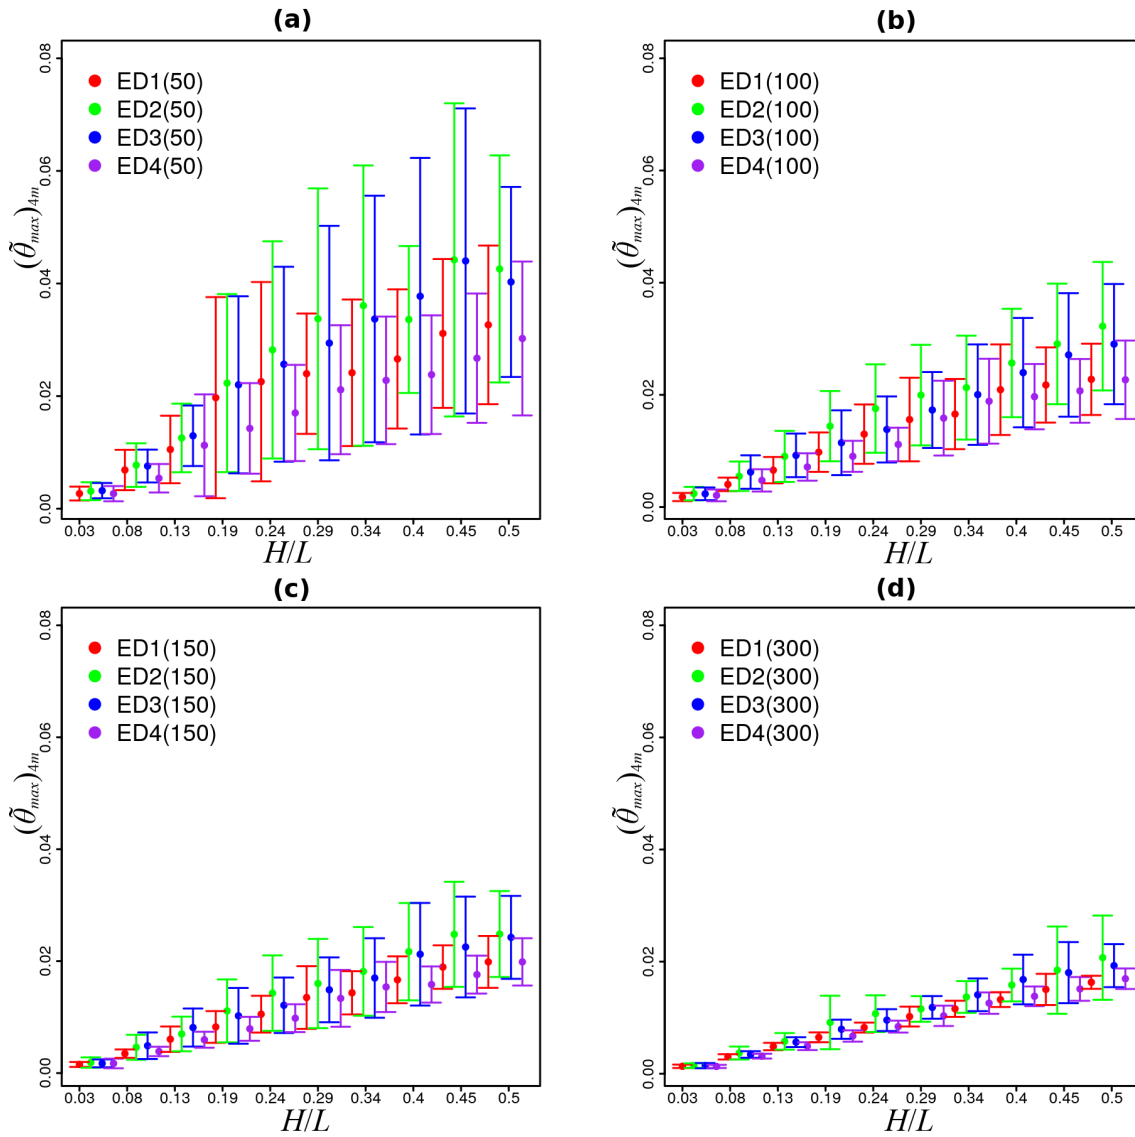 (a)
0.08
0.06
0.04
0.02
0.00
(θ̃max)4m
ED1(50)
ED2(50)
ED3(50)
ED4(50)
0.03 0.08 0.13 0.19 0.24 0.29 0.34 0.4 0.45 0.5
H/L
(b)
0.08
0.06
0.04
0.02
0.00
(θ̃max)4m
ED1(100)
ED2(100)
ED3(100)
ED4(100)
0.03 0.08 0.13 0.19 0.24 0.29 0.34 0.4 0.45 0.5
H/L
(c)
0.08
0.06
0.04
0.02
0.00
(θ̃max)4m
ED1(150)
ED2(150)
ED3(150)
ED4(150)
0.03 0.08 0.13 0.19 0.24 0.29 0.34 0.4 0.45 0.5
H/L
(d)
0.08
0.06
0.04
0.02
0.00
(θ̃max)4m
ED1(300)
ED2(300)
ED3(300)
ED4(300)
0.03 0.08 0.13 0.19 0.24 0.29 0.34 0.4 0.45 0.5
H/L